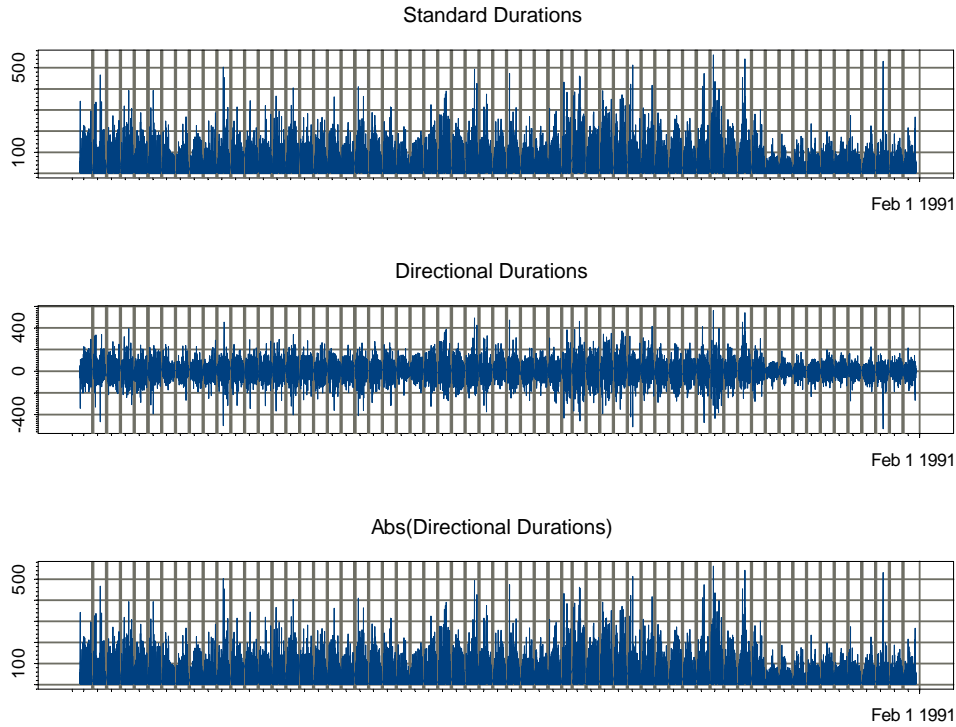 Standard Durations
500
100
Feb 1 1991
Directional Durations
400
0
-400
Feb 1 1991
Abs(Directional Durations)
500
100
Feb 1 1991